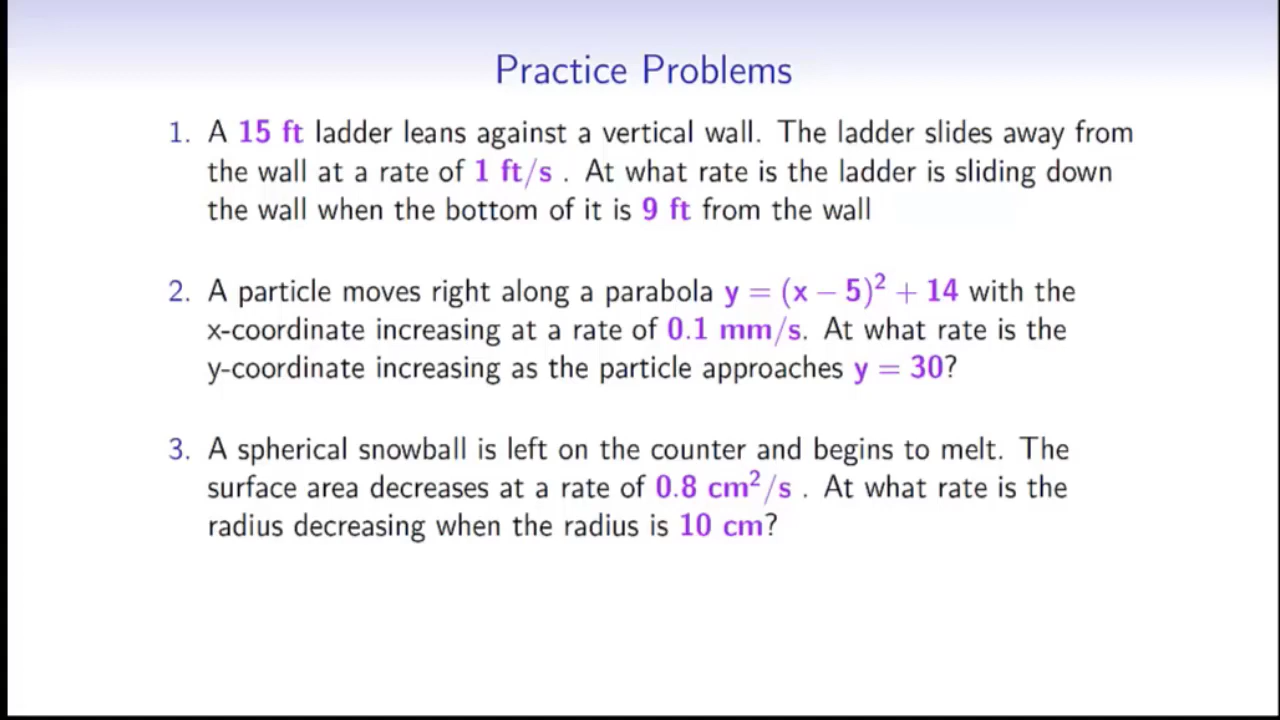 Practice Problems
1. A 15 ft ladder leans against a vertical wall. The ladder slides away from
the wall at a rate of 1 ft/s . At what rate is the ladder is sliding down
the wall when the bottom of it is 9 ft from the wall
2. A particle moves right along a parabola y = (x − 5)² + 14 with the
x-coordinate increasing at a rate of 0.1 mm/s. At what rate is the
y-coordinate increasing as the particle approaches y = 30?
3. A spherical snowball is left on the counter and begins to melt. The
surface area decreases at a rate of 0.8 cm²/s . At what rate is the
radius decreasing when the radius is 10 cm?